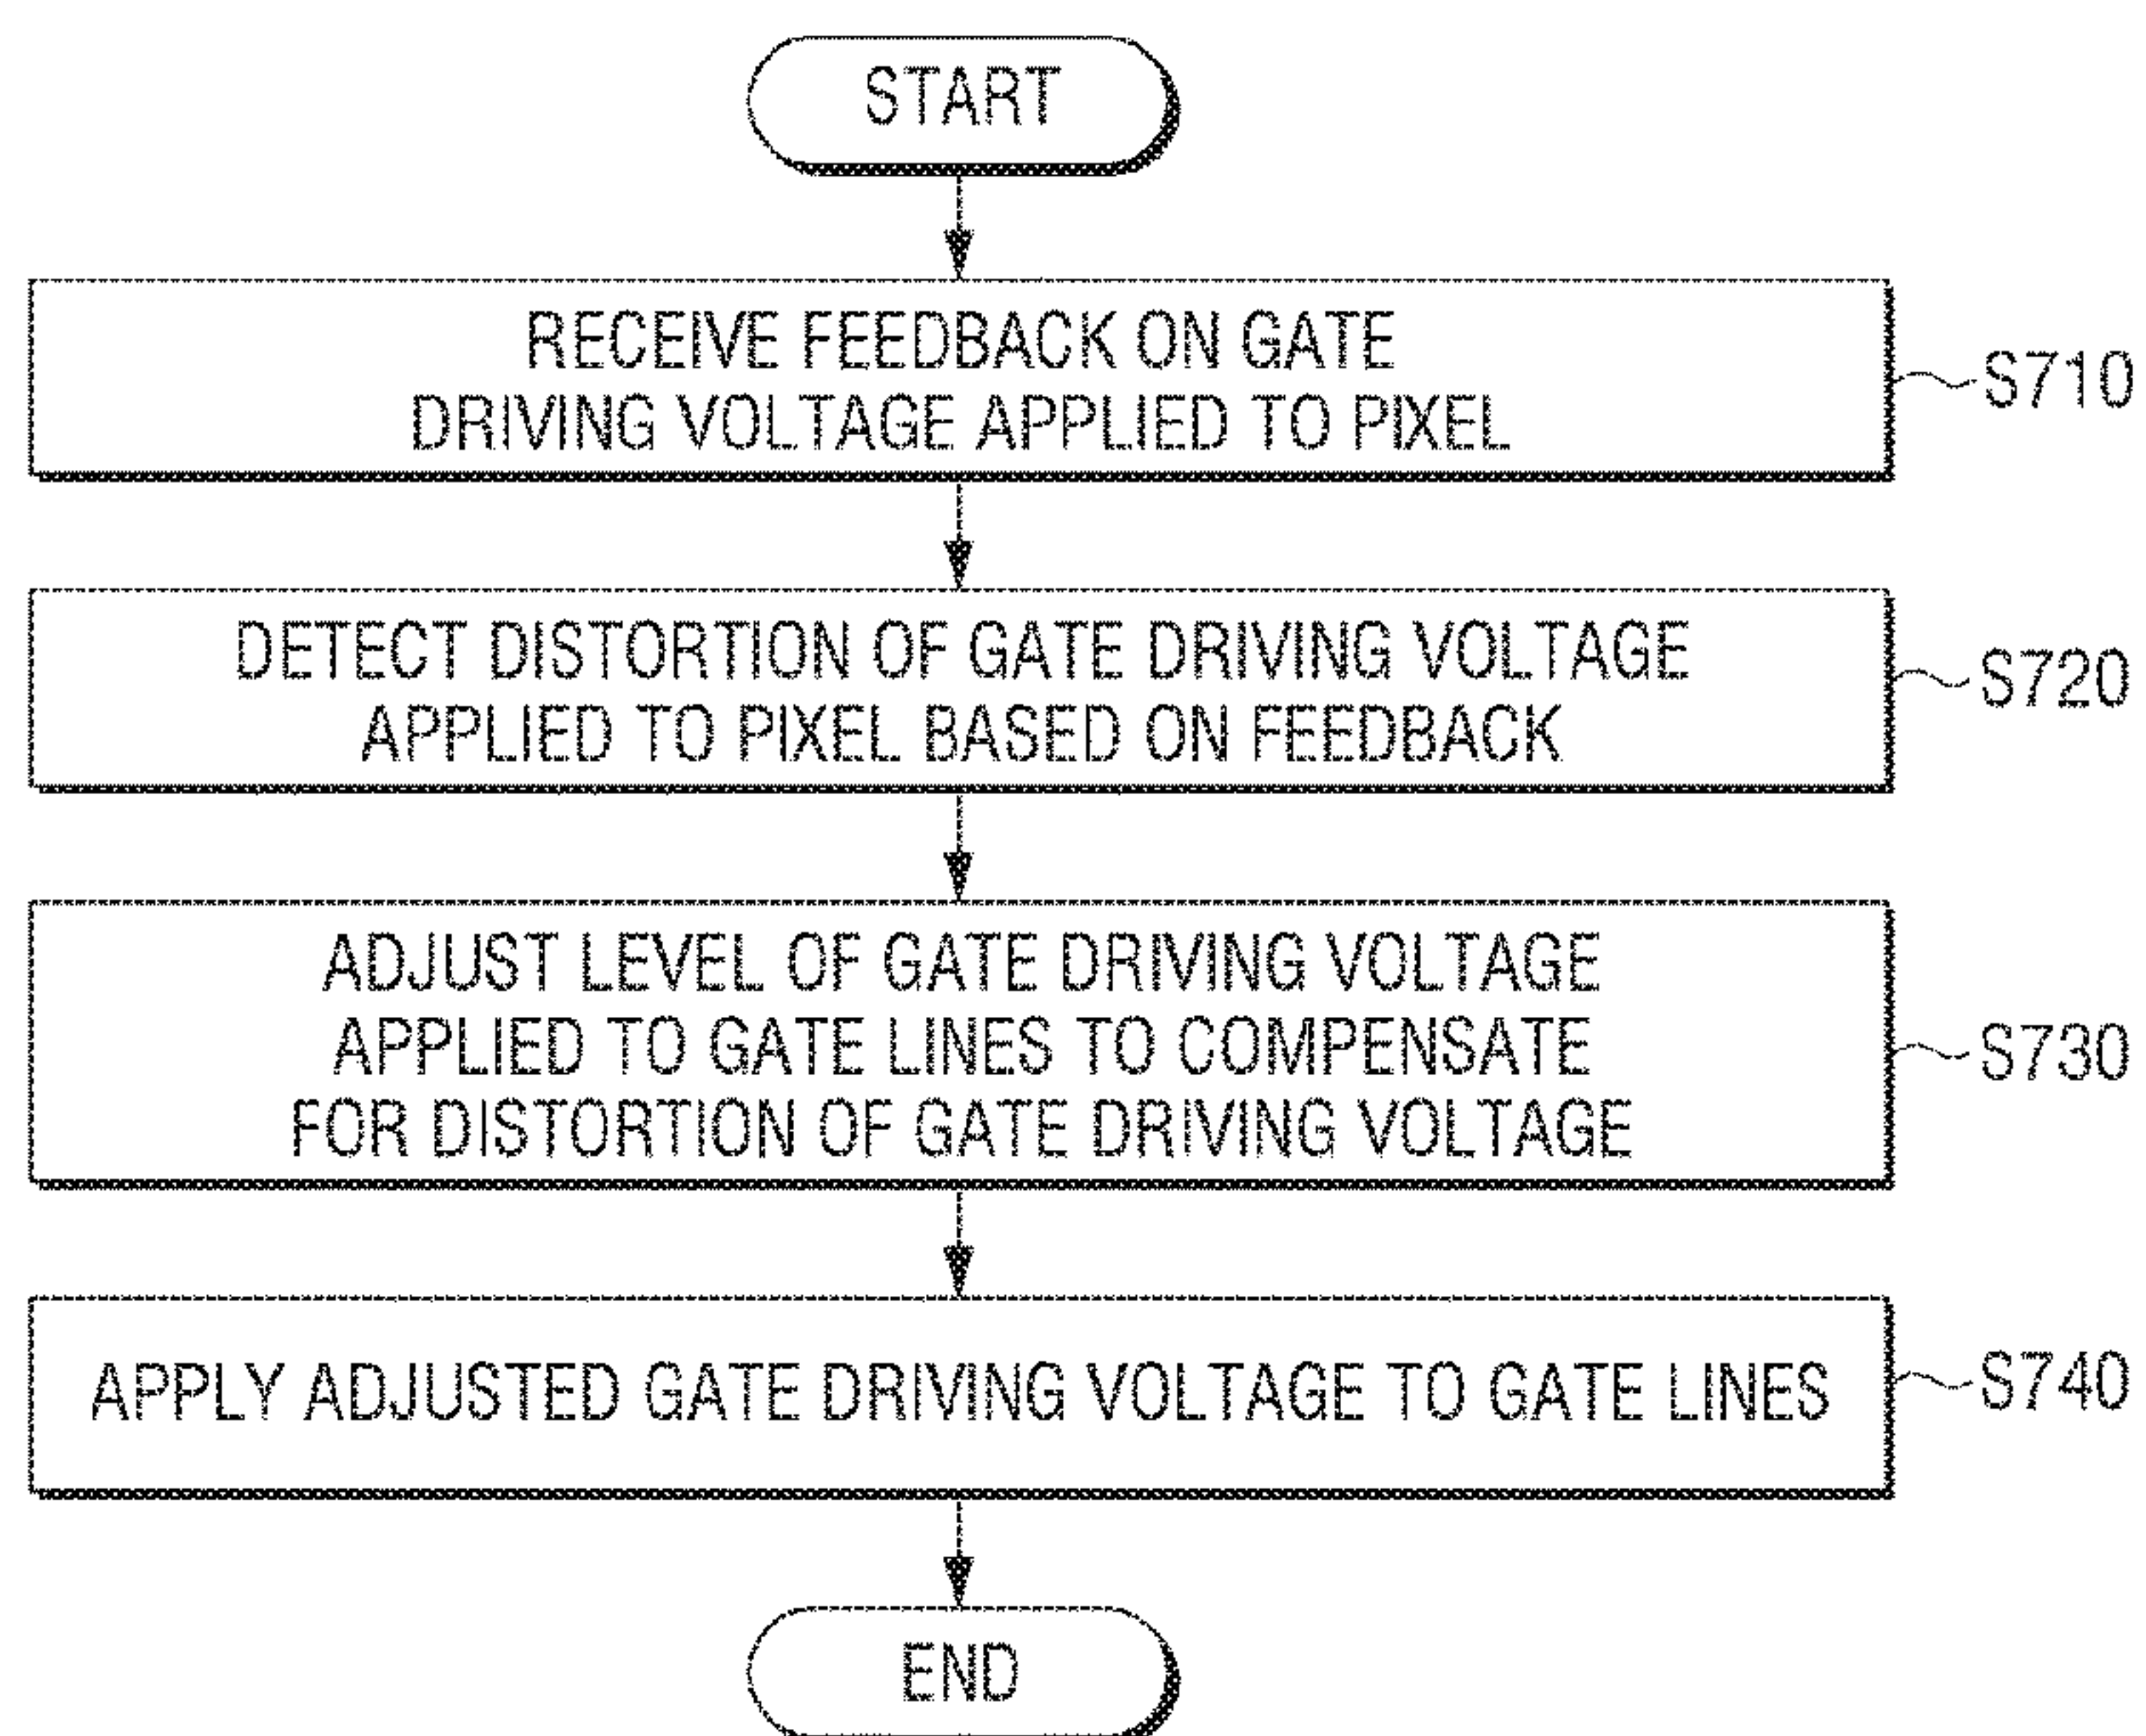 START
RECEIVE FEEDBACK ON GATE
DRIVING VOLTAGE APPLIED TO PIXEL
S710
DETECT DISTORTION OF GATE DRIVING VOLTAGE
APPLIED TO PIXEL BASED ON FEEDBACK
S720
ADJUST LEVEL OF GATE DRIVING VOLTAGE
APPLIED TO GATE LINES TO COMPENSATE
FOR DISTORTION OF GATE DRIVING VOLTAGE
S730
APPLY ADJUSTED GATE DRIVING VOLTAGE TO GATE LINES
S740
END